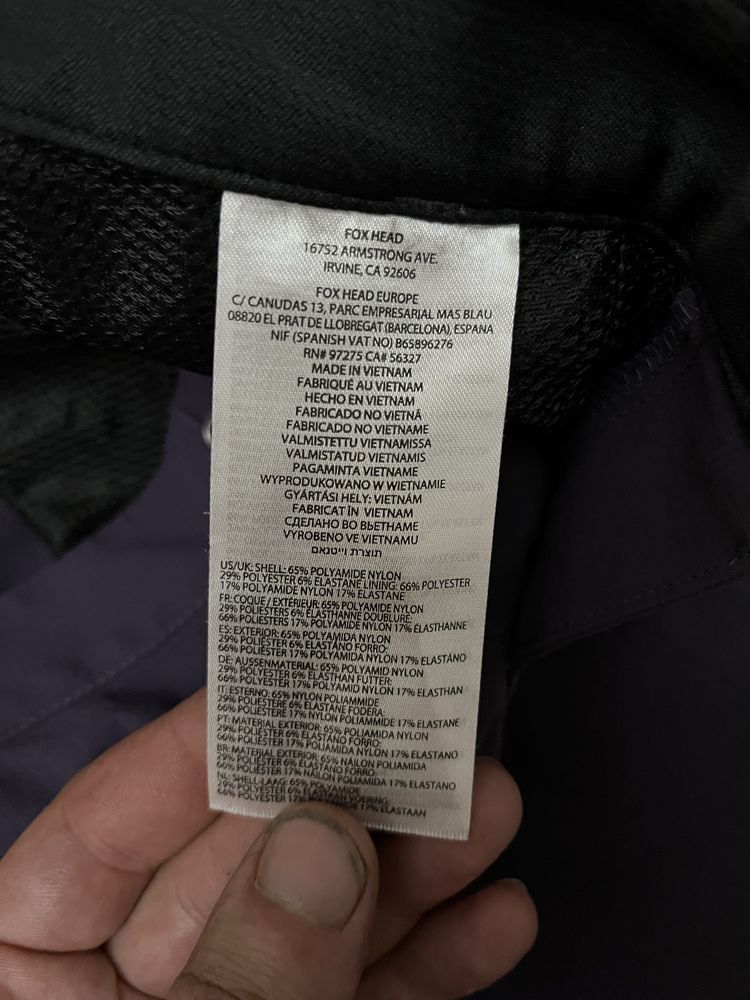 FOX HEAD
16752 ARMSTRONG AVE.
IRVINE, CA 92606
FOX HEAD EUROPE
C/ CANUDAS 13, PARC EMPRESARIAL MAS BLAU
08820 EL PRAT DE LLOBREGAT (BARCELONA), ESPANA
NIF (SPANISH VAT NO) B65896276
RN# 97275 CA# 56327
MADE IN VIETNAM
FABRIQUÉ AU VIETNAM
HECHO EN VIETNAM
FABRICADO NO VIETNÃ
FABRICADO NO VIETNAME
VALMISTETTU VIETNAMISSA
VALMISTATUD VIETNAMIS
PAGAMINTA VIETNAME
WYPRODUKOWANO W WIETNAMIE
GYÁRTÁSI HELY: VIETNÁM
FABRICAT ÎN VIETNAM
СДЕЛАНО ВО ВЬЕТНАМЕ
VYROBENO VE VIETNAMU
תוצרת וייטנאם
US/UK: SHELL: 65% POLYAMIDE NYLON
29% POLYESTER 6% ELASTANE LINING: 66% POLYESTER
17% POLYAMIDE NYLON 17% ELASTANE
FR: COQUE / EXTÉRIEUR: 65% POLYAMIDE NYLON
29% POLIESTERS 6% ELASTHANNE DOUBLURE:
66% POLIESTERS 17% POLYAMIDE NYLON 17% ELASTHANNE
ES: EXTERIOR: 65% POLYAMIDA NYLON
29% POLIÉSTER 6% ELASTANO FORRO:
66% POLIÉSTER 17% POLYAMIDA NYLON 17% ELASTÁNO
DE: AUSSENMATERIAL: 65% POLYAMID NYLON
29% POLYESTER 6% ELASTHAN FUTTER:
66% POLYESTER 17% POLYAMID NYLON 17% ELASTHAN
IT: ESTERNO: 65% NYLON POLIAMMIDE
29% POLIESTERE 6% ELASTANE FODERA:
66% POLIESTERE 17% NYLON POLIAMMIDE 17% ELASTANE
PT: MATERIAL EXTERIOR: 65% POLIAMIDA NYLON
29% POLIÉSTER 6% ELASTANO FORRO:
66% POLIÉSTER 17% POLIAMIDA NYLON 17% ELASTANO
BR: MATERIAL EXTERIOR: 65% NÁILON POLIAMIDA
29% POLIÉSTER 6% ELASTANO FORRO:
66% POLIÉSTER 17% NÁILON POLIAMIDA 17% ELASTANO
NL: SHELL-LAAG: 65% POLYAMIDE
29% POLYESTER 6% ELASTAAN VOERING:
66% POLYESTER 17% 17% ELASTAAN